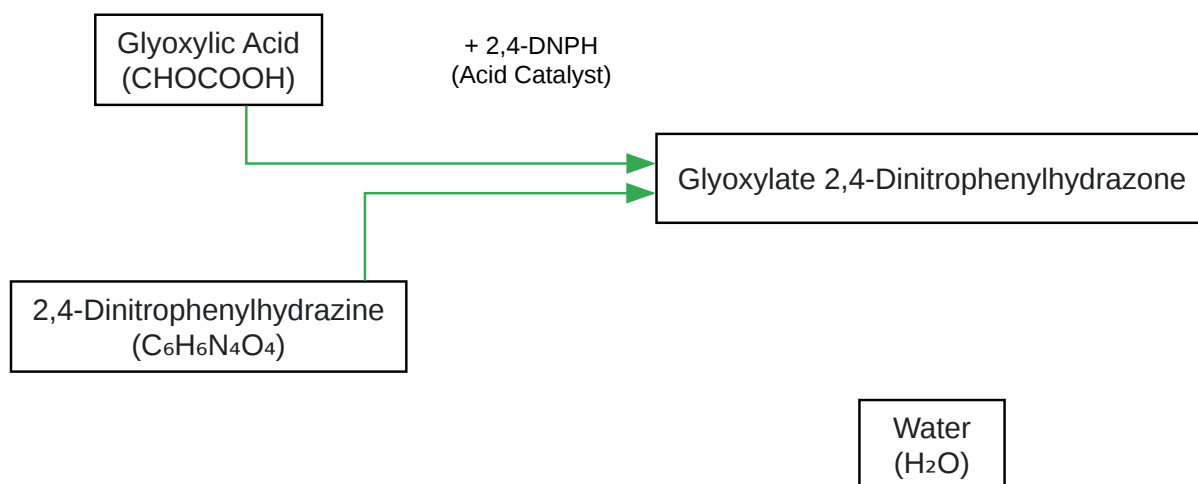 Glyoxylic Acid
(CHOCOOH)
+ 2,4-DNPH
(Acid Catalyst)
Glyoxylate 2,4-Dinitrophenylhydrazone
2,4-Dinitrophenylhydrazine
(C₆H₆N₄O₄)
Water
(H₂O)